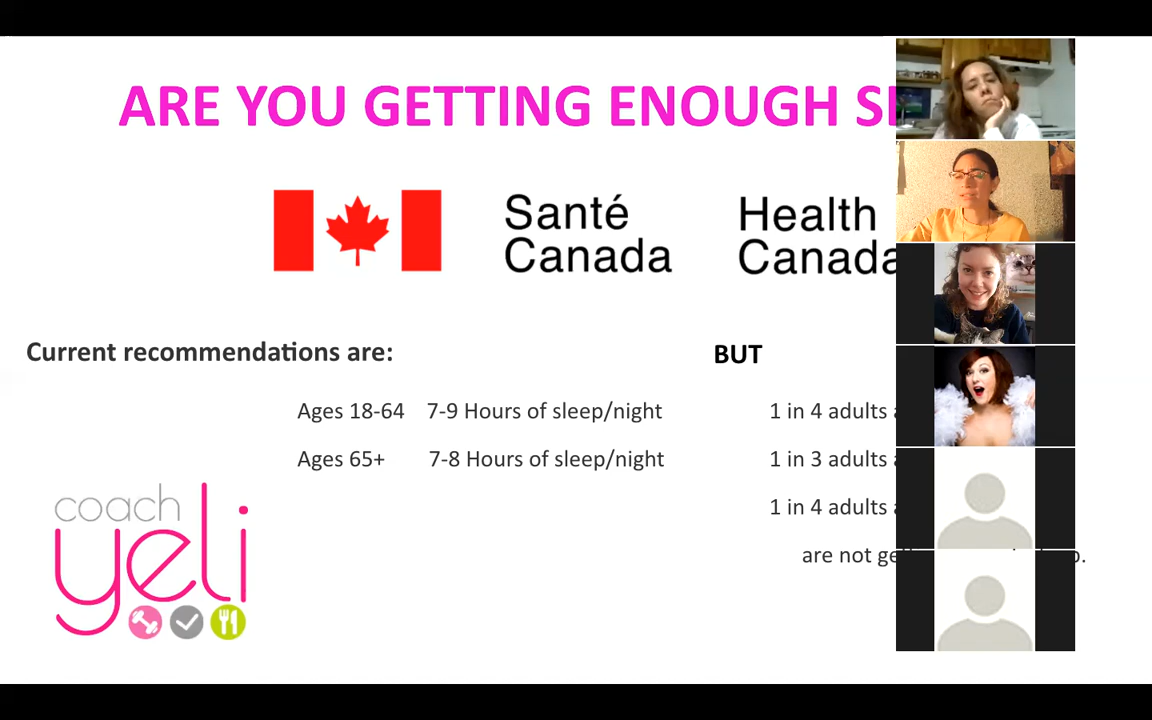 ARE YOU GETTING ENOUGH
Santé Health
Canada Canada
Current recommendations are:
BUT
Ages 18-64 7-9 Hours of sleep/night 1 in 4 adults
Ages 65+ 7-8 Hours of sleep/night 1 in 3 adults
1 in 4 adults
are not
coach
yeli